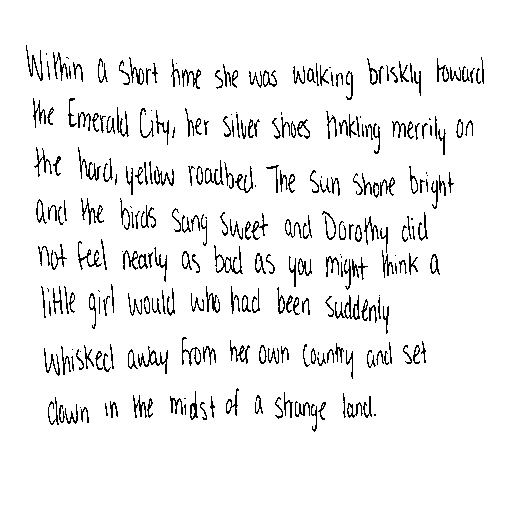 Within a short time she was walking briskly toward
the Emerald City, her silver shoes tinkling merrily on
the hard, yellow roadbed. The sun shone bright
and the birds sang sweet and Dorothy did
not feel nearly as bad as you might think a
little girl would who had been suddenly
whisked away from her own country and set
down in the midst of a strange land.